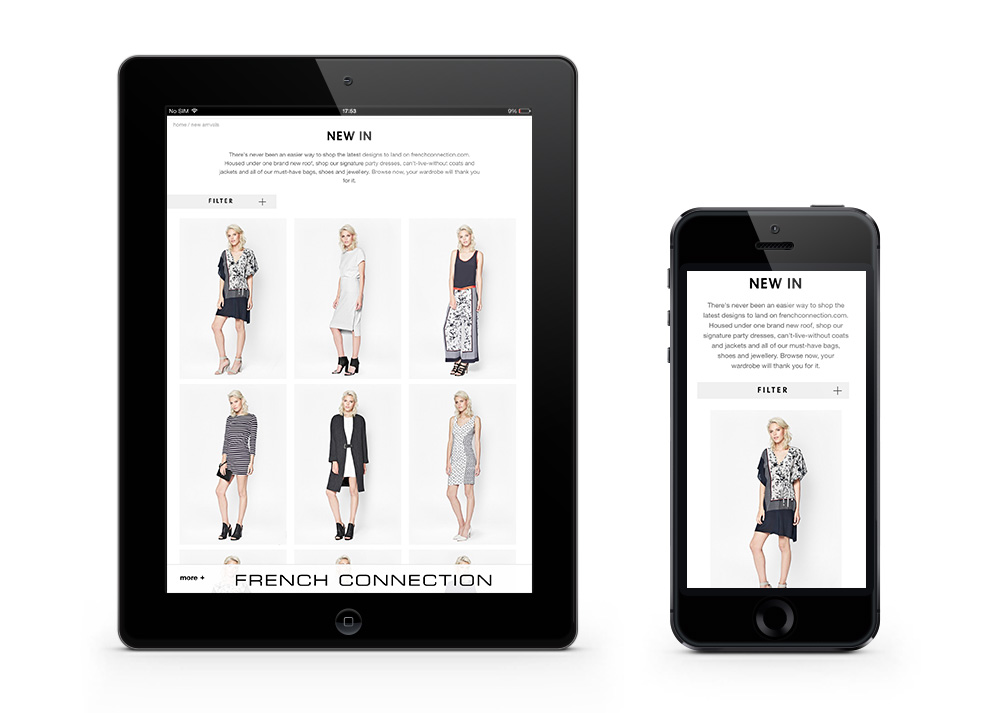 No SIM
17:53
9%
home / new arrivals
NEW IN
There's never been an easier way to shop the latest designs to land on frenchconnection.com.
Housed under one brand new roof, shop our signature party dresses, can't-live-without coats and
jackets and all of our must-have bags, shoes and jewellery. Browse now, your wardrobe will thank you
for it.
FILTER +
more +
FRENCH CONNECTION
NEW IN
There's never been an easier way to shop the
latest designs to land on frenchconnection.com.
Housed under one brand new roof, shop our
signature party dresses, can't-live-without coats
and jackets and all of our must-have bags,
shoes and jewellery. Browse now, your
wardrobe will thank you for it.
FILTER +